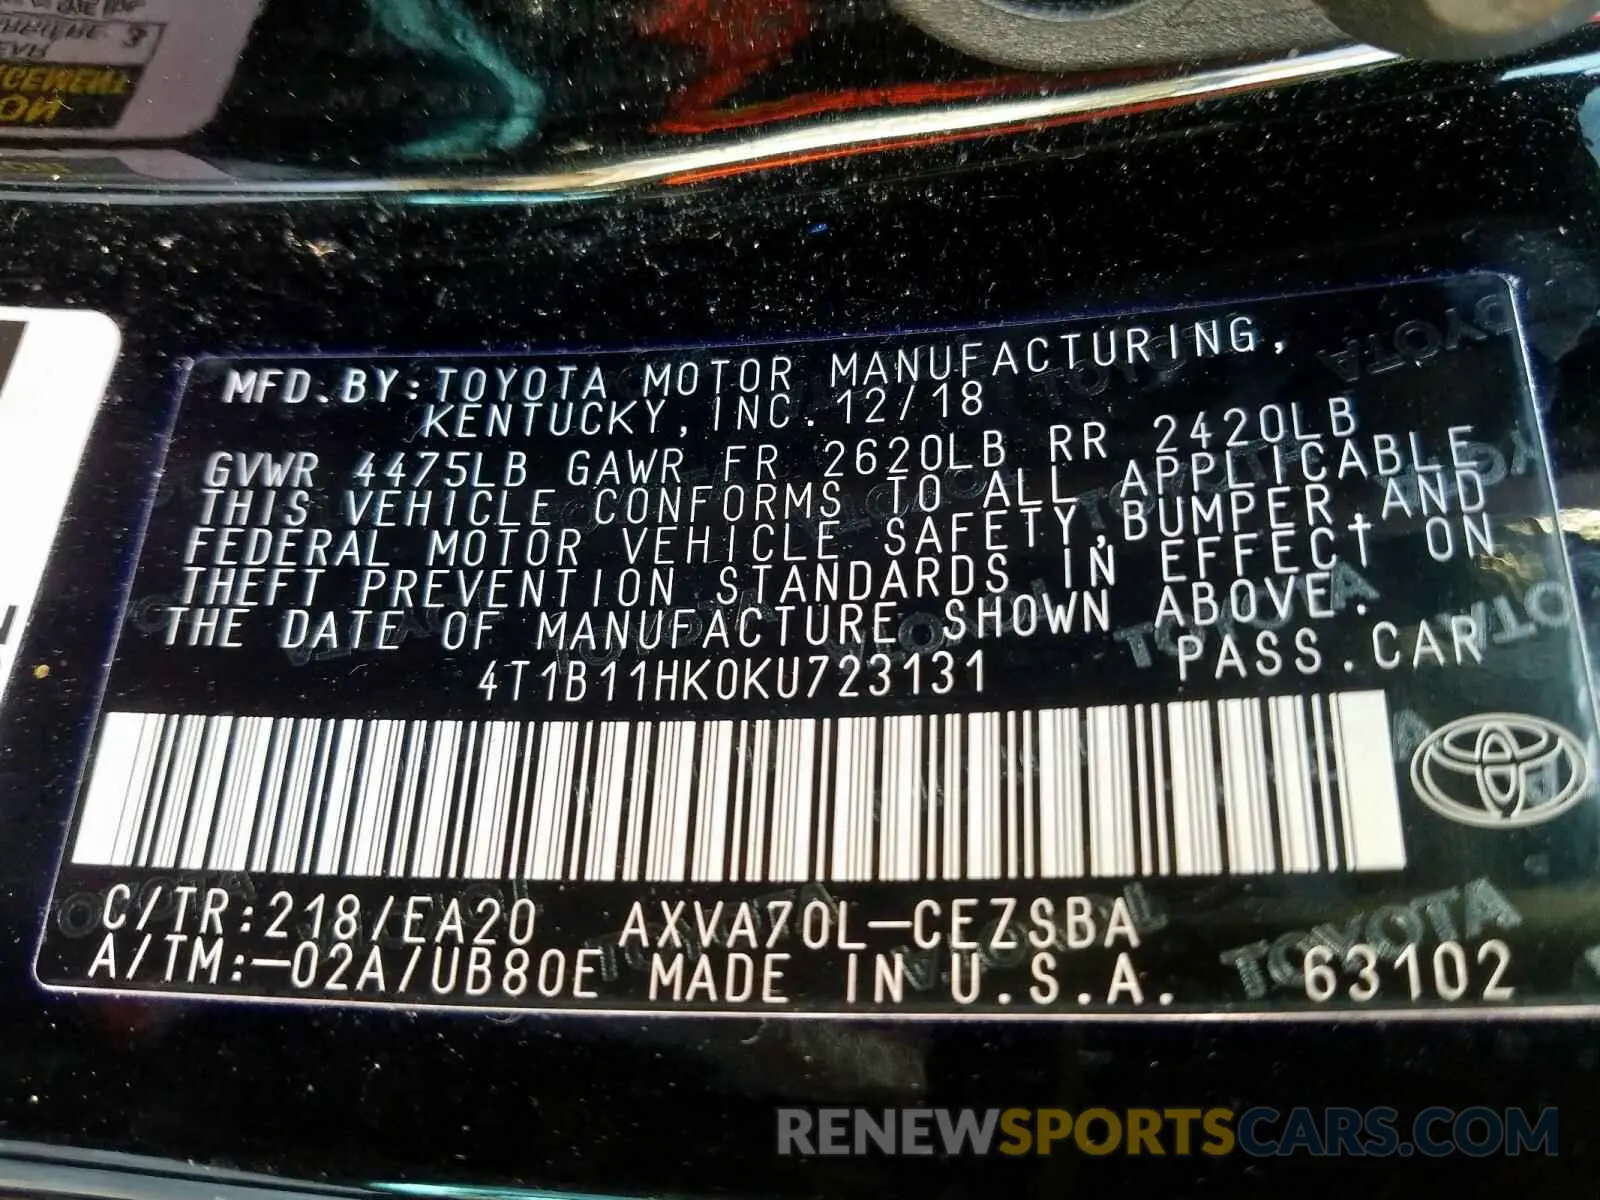 MFD.BY:TOYOTA MOTOR MANUFACTURING,
KENTUCKY,INC. 12/18
GVWR 4475LB GAWR FR 2620LB RR 2420LB
THIS VEHICLE CONFORMS TO ALL APPLICABLE
FEDERAL MOTOR VEHICLE SAFETY,BUMPER,AND
THEFT PREVENTION STANDARDS IN EFFECT ON
THE DATE OF MANUFACTURE SHOWN ABOVE.
4T1B11HK0KU723131 PASS.CAR
C/TR:218/EA20 AXVA70L-CEZSBA
A/TM:-02A/UB80E MADE IN U.S.A. 63102
RENEWSPORTSCARS.COM